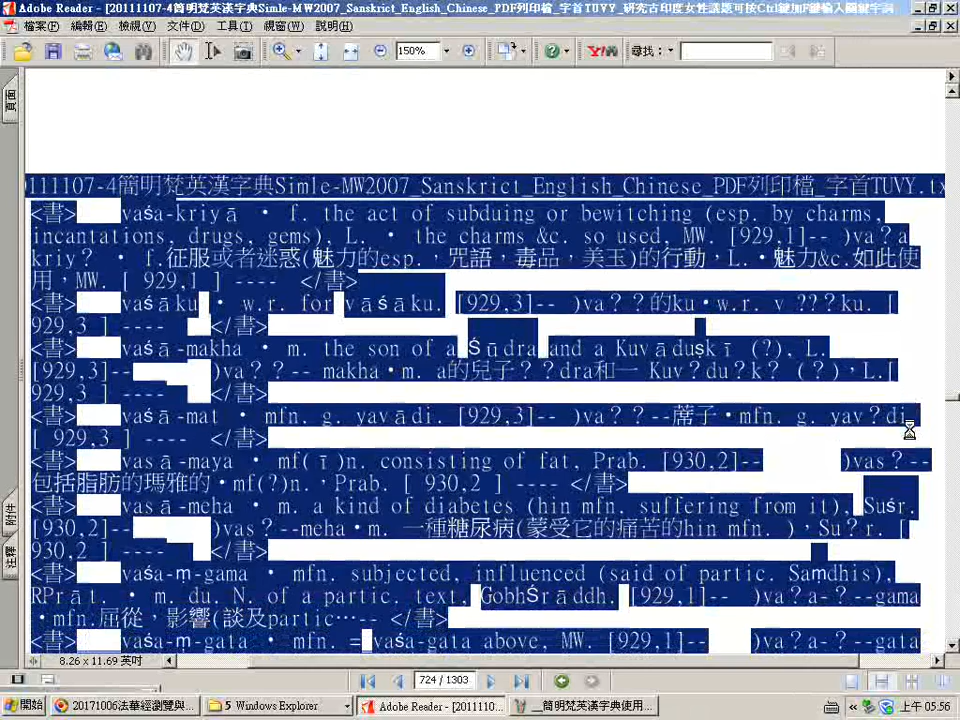 Adobe Reader - [20111107-4簡明梵英漢字典Simle-MW2007_Sanskrict_English_Chinese_PDF列印檔_字首TUVY_研究古印度女性議題可按Ctrl鍵加F鍵輸入關鍵字詞
檔案(F) 編輯(E) 檢視(V) 文件(D) 工具(T) 視窗(W) 說明(H)
150% 尋找：
頁面
附件
注釋
111107-4簡明梵英漢字典Simle-MW2007_Sanskrict_English_Chinese_PDF列印檔_字首TUVY.tx
<書> vaśa-kriyā • f. the act of subduing or bewitching (esp. by charms,
incantations, drugs, gems), L. • the charms &c. so used, MW. [929,1]-- )va?a
kriy? • f.征服或者迷惑(魅力的esp.，咒語，毒品，美玉)的行動，L.•魅力&c.如此使
用，MW. [ 929,1 ] ---- </書>
<書> vaśāku • w.r. for vāśāku. [929,3]-- )va??的ku•w.r. v ???ku. [
929,3 ] ---- </書>
<書> vaśā-makha • m. the son of a Śūdra and a Kuvāduṣkī (?), L.
[929,3]-- )va??-- makha•m. a的兒子??dra和一 Kuv?du?k? (?)，L.[
929,3 ] ---- </書>
<書> vaśā-mat • mfn. g. yavādi. [929,3]-- )va??--蓆子•mfn. g. yav?di.
[ 929,3 ] ---- </書>
<書> vasā-maya • mf(ī)n. consisting of fat, Prab. [930,2]-- )vas?--
包括脂肪的瑪雅的•mf(?)n.，Prab. [ 930,2 ] ---- </書>
<書> vasā-meha • m. a kind of diabetes (hin mfn. suffering from it), Suśr.
[930,2]-- )vas?--meha•m. 一種糖尿病(蒙受它的痛苦的hin mfn. )，Su?r. [
930,2 ] ---- </書>
<書> vaśa-ṃ-gama • mfn. subjected, influenced (said of partic. Saṃdhis),
RPrāt. • m. du. N. of a partic. text, GobhŚrāddh. [929,1]-- )va?a-?--gama
•mfn.屈從，影響(談及partic…-- </書>
<書> vaśa-ṃ-gata • mfn. = vaśa-gata above, MW. [929,1]-- )va?a-?--gata
8.26 x 11.69 英吋
724 / 1303
開始 20171006法華經瀏覽與... 5 Windows Explorer Adobe Reader - [2011110... __簡明梵英漢字典使用... 上午 05:56